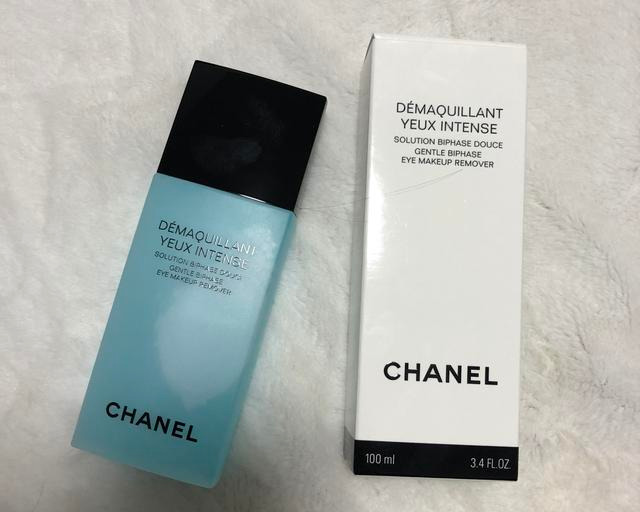 DÉMAQUILLANT
YEUX INTENSE
SOLUTION BIPHASE DOUCE
GENTLE BIPHASE
EYE MAKEUP REMOVER
CHANEL
DÉMAQUILLANT
YEUX INTENSE
SOLUTION BIPHASE DOUCE
GENTLE BIPHASE
EYE MAKEUP REMOVER
CHANEL
100 ml 3.4 FL.OZ.